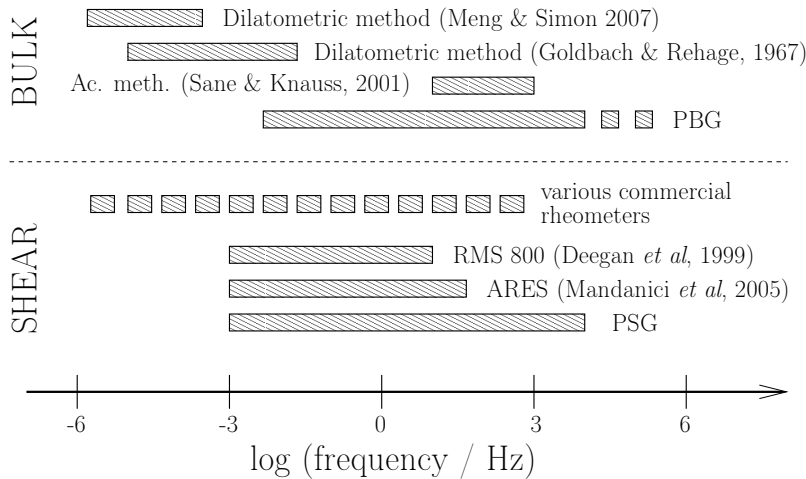 BULK
Dilatometric method (Meng & Simon 2007)
Dilatometric method (Goldbach & Rehage, 1967)
Ac. meth. (Sane & Knauss, 2001)
PBG
SHEAR
various commercial
rheometers
RMS 800 (Deegan et al, 1999)
ARES (Mandanici et al, 2005)
PSG
-6 -3 0 3 6
log (frequency / Hz)